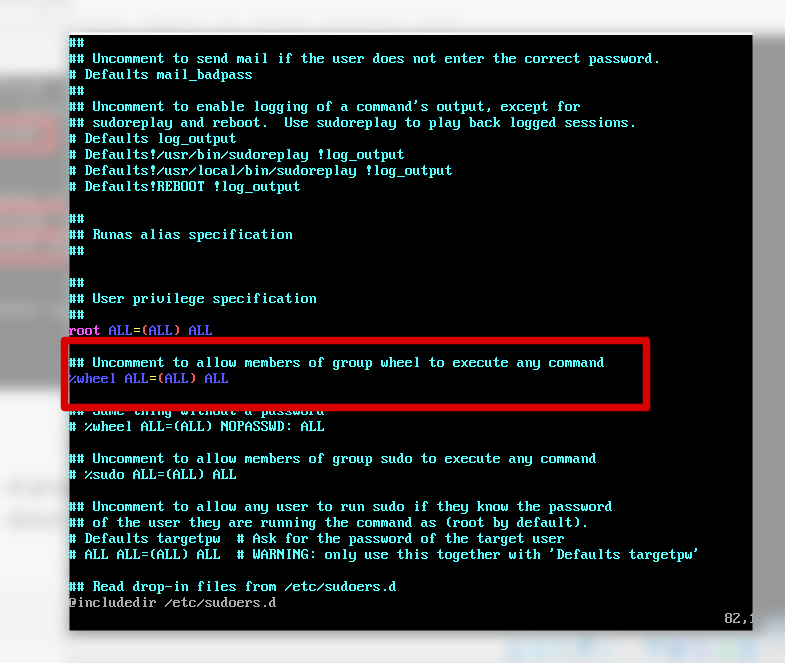 ##
## Uncomment to send mail if the user does not enter the correct password.
# Defaults mail_badpass
##
## Uncomment to enable logging of a command's output, except for
## sudoreplay and reboot.  Use sudoreplay to play back logged sessions.
# Defaults log_output
# Defaults!/usr/bin/sudoreplay !log_output
# Defaults!/usr/local/bin/sudoreplay !log_output
# Defaults!REBOOT !log_output
##
## Runas alias specification
##
##
## User privilege specification
##
root ALL=(ALL) ALL
## Uncomment to allow members of group wheel to execute any command
%wheel ALL=(ALL) ALL
## Same thing without a password
# %wheel ALL=(ALL) NOPASSWD: ALL
## Uncomment to allow members of group sudo to execute any command
# %sudo ALL=(ALL) ALL
## Uncomment to allow any user to run sudo if they know the password
## of the user they are running the command as (root by default).
# Defaults targetpw  # Ask for the password of the target user
# ALL ALL=(ALL) ALL  # WARNING: only use this together with 'Defaults targetpw'
## Read drop-in files from /etc/sudoers.d
@includedir /etc/sudoers.d
82,1